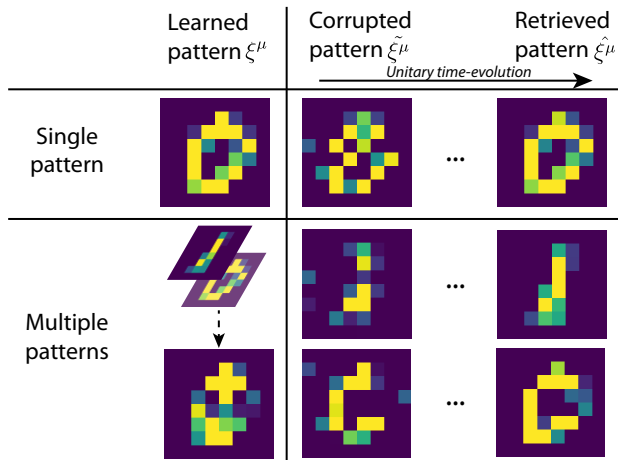 Learned
pattern ξ^μ
Corrupted
pattern ξ̃^μ
Retrieved
pattern ξ̂^μ
Unitary time-evolution
Single
pattern
...
Multiple
patterns
...
...